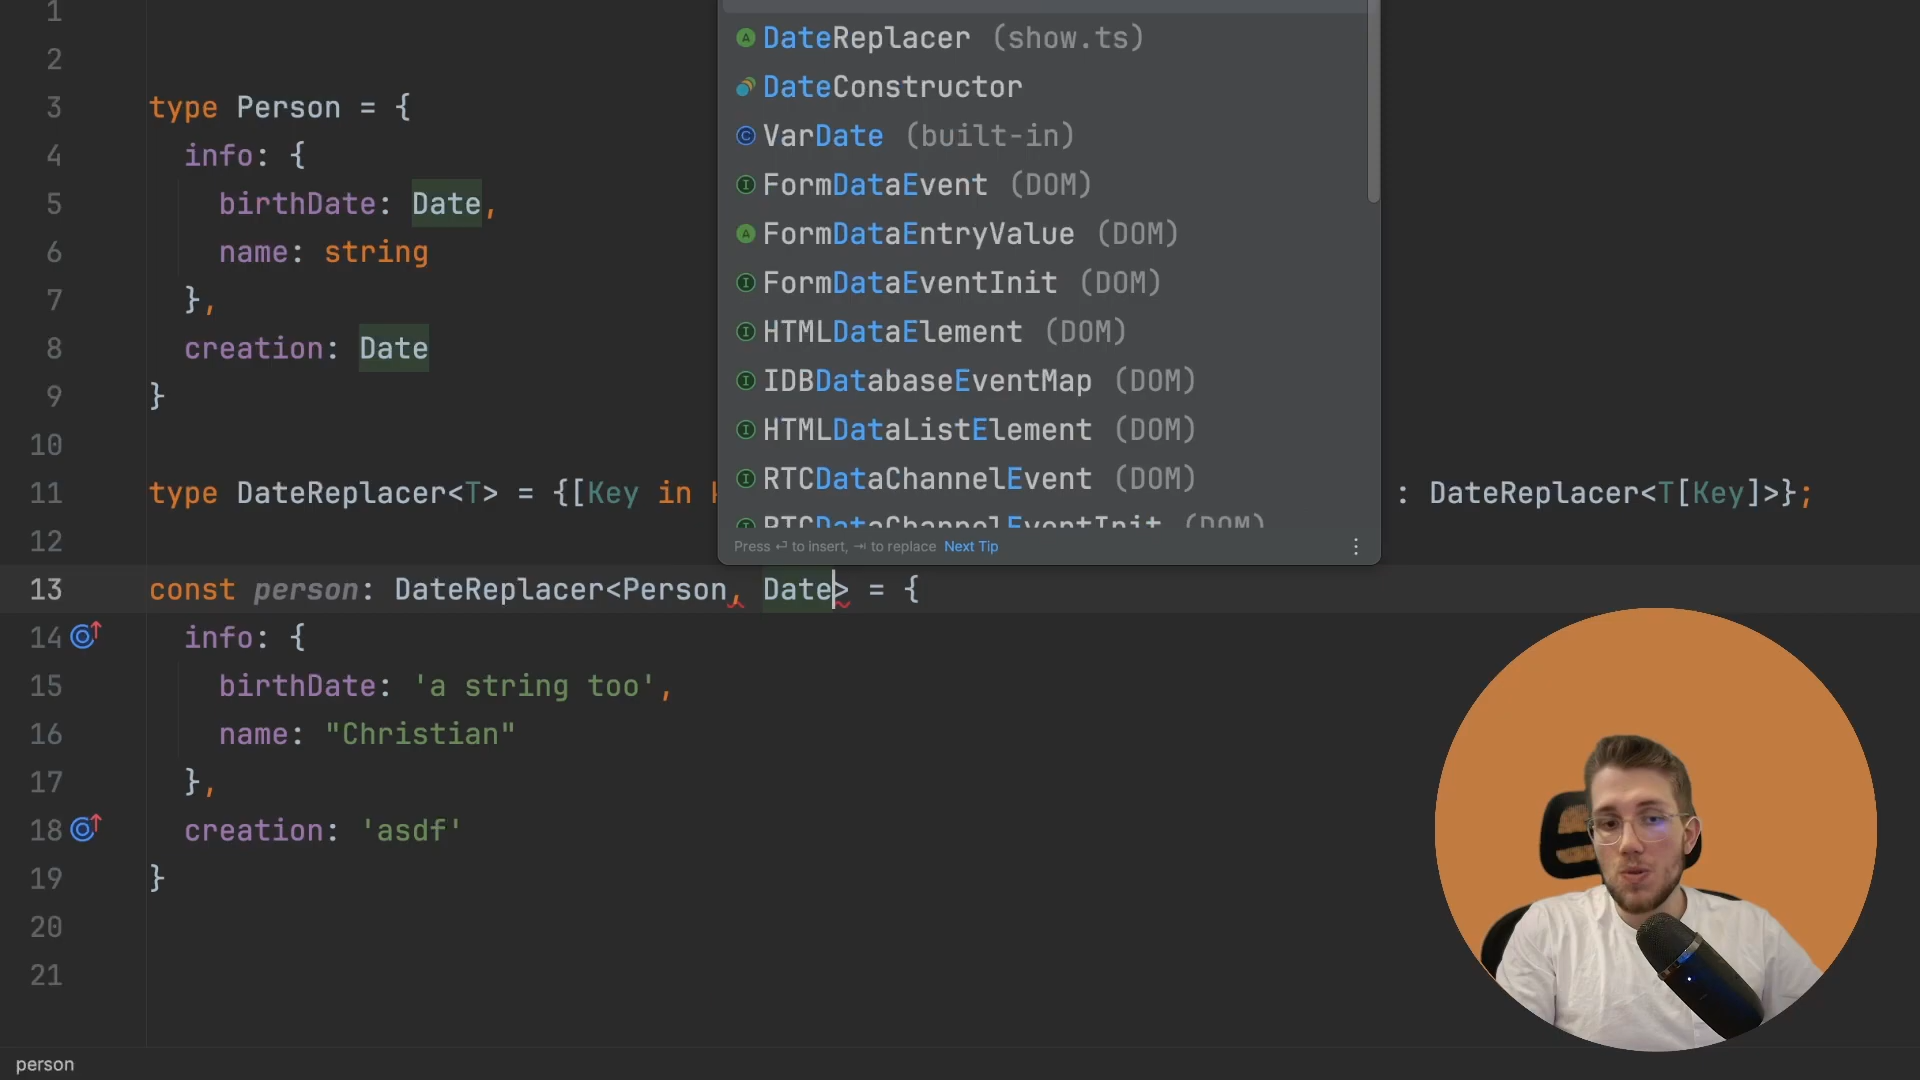 1
2
3 type Person = {
4 info: {
5 birthDate: Date,
6 name: string
7 },
8 creation: Date
9 }
10
11 type DateReplacer<T> = {[Key in : DateReplacer<T[Key]>};
12
13 const person: DateReplacer<Person, Date> = {
14 info: {
15 birthDate: 'a string too',
16 name: "Christian"
17 },
18 creation: 'asdf'
19 }
20
21
DateReplacer (show.ts)
DateConstructor
VarDate (built-in)
FormDataEvent (DOM)
FormDataEntryValue (DOM)
FormDataEventInit (DOM)
HTMLDataElement (DOM)
IDBDatabaseEventMap (DOM)
HTMLDataListElement (DOM)
RTCDataChannelEvent (DOM)
RTCDataChannelEventInit (DOM)
Press ⏎ to insert, ⇥ to replace Next Tip
person